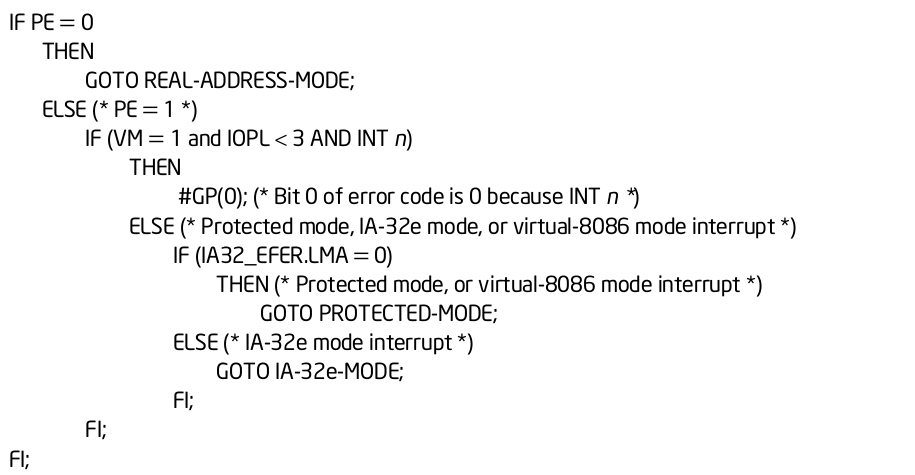 IF PE = 0
THEN
GOTO REAL-ADDRESS-MODE;
ELSE (* PE = 1 *)
IF (VM = 1 and IOPL < 3 AND INT n)
THEN
#GP(0); (* Bit 0 of error code is 0 because INT n *)
ELSE (* Protected mode, IA-32e mode, or virtual-8086 mode interrupt *)
IF (IA32_EFER.LMA = 0)
THEN (* Protected mode, or virtual-8086 mode interrupt *)
GOTO PROTECTED-MODE;
ELSE (* IA-32e mode interrupt *)
GOTO IA-32e-MODE;
FI;
FI;
FI;